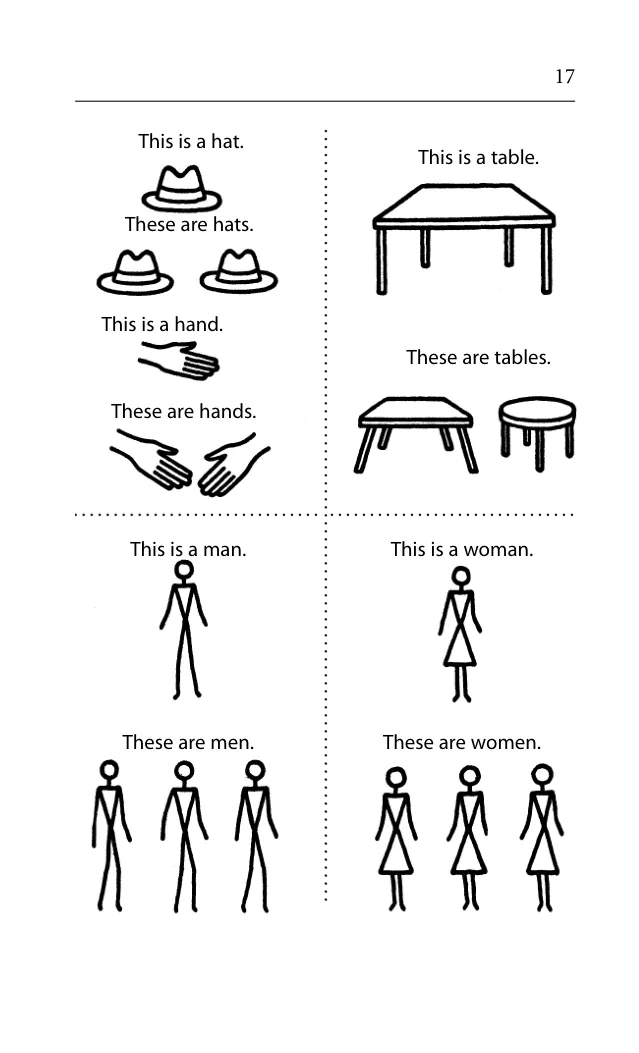 17
This is a hat.
These are hats.
This is a hand.
These are hands.
This is a table.
These are tables.
This is a man.
These are men.
This is a woman.
These are women.